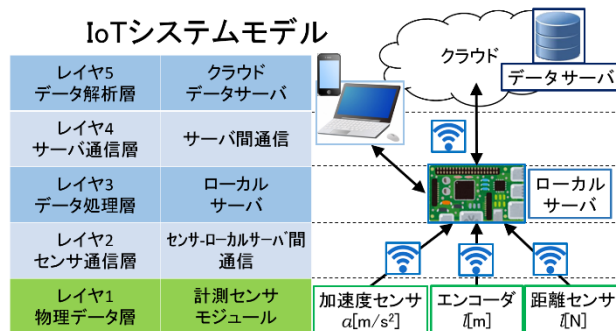 IoTシステムモデル
レイヤ5
データ解析層
クラウド
データサーバ
レイヤ4
サーバ通信層
サーバ間通信
レイヤ3
データ処理層
ローカル
サーバ
レイヤ2
センサ通信層
センサ-ローカルサーバ間
通信
レイヤ1
物理データ層
計測センサ
モジュール
クラウド
データサーバ
ローカル
サーバ
加速度センサ
a[m/s²]
エンコーダ
l[m]
距離センサ
l[N]